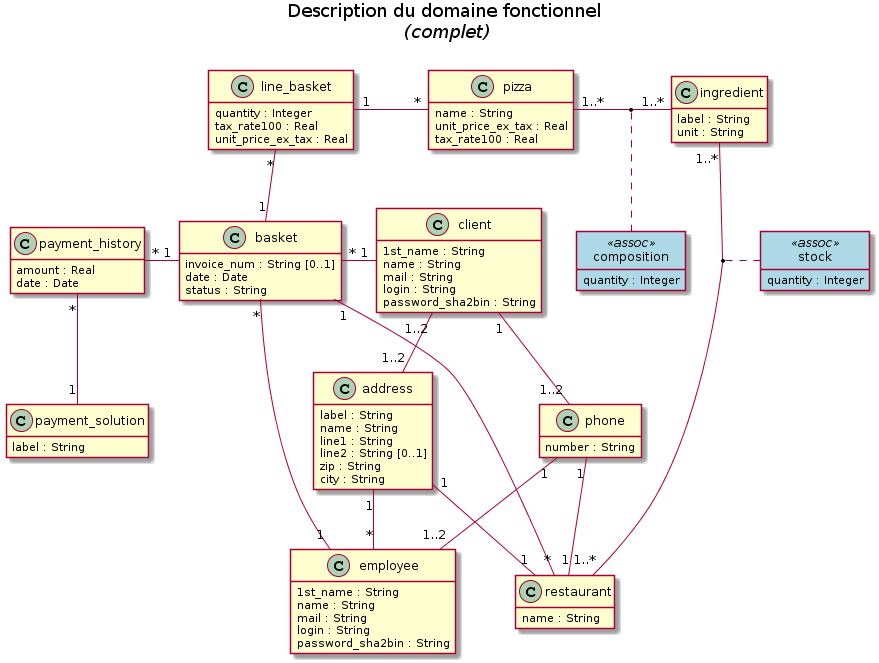 Description du domaine fonctionnel
(complet)
C line_basket
quantity : Integer
tax_rate100 : Real
unit_price_ex_tax : Real
1 *
C pizza
name : String
unit_price_ex_tax : Real
tax_rate100 : Real
1..* 1..*
C ingredient
label : String
unit : String
*
1
1..*
C payment_history
amount : Real
date : Date
* 1
C basket
invoice_num : String [0..1]
date : Date
status : String
* 1
C client
1st_name : String
name : String
mail : String
login : String
password_sha2bin : String
«assoc»
composition
quantity : Integer
«assoc»
stock
quantity : Integer
*
1
*
1
1..2
1..2
1
1..2
C payment_solution
label : String
C address
label : String
name : String
line1 : String
line2 : String [0..1]
zip : String
city : String
C phone
number : String
1
1
1
1
*
1
1..2
1
*
1
1..*
C employee
1st_name : String
name : String
mail : String
login : String
password_sha2bin : String
C restaurant
name : String